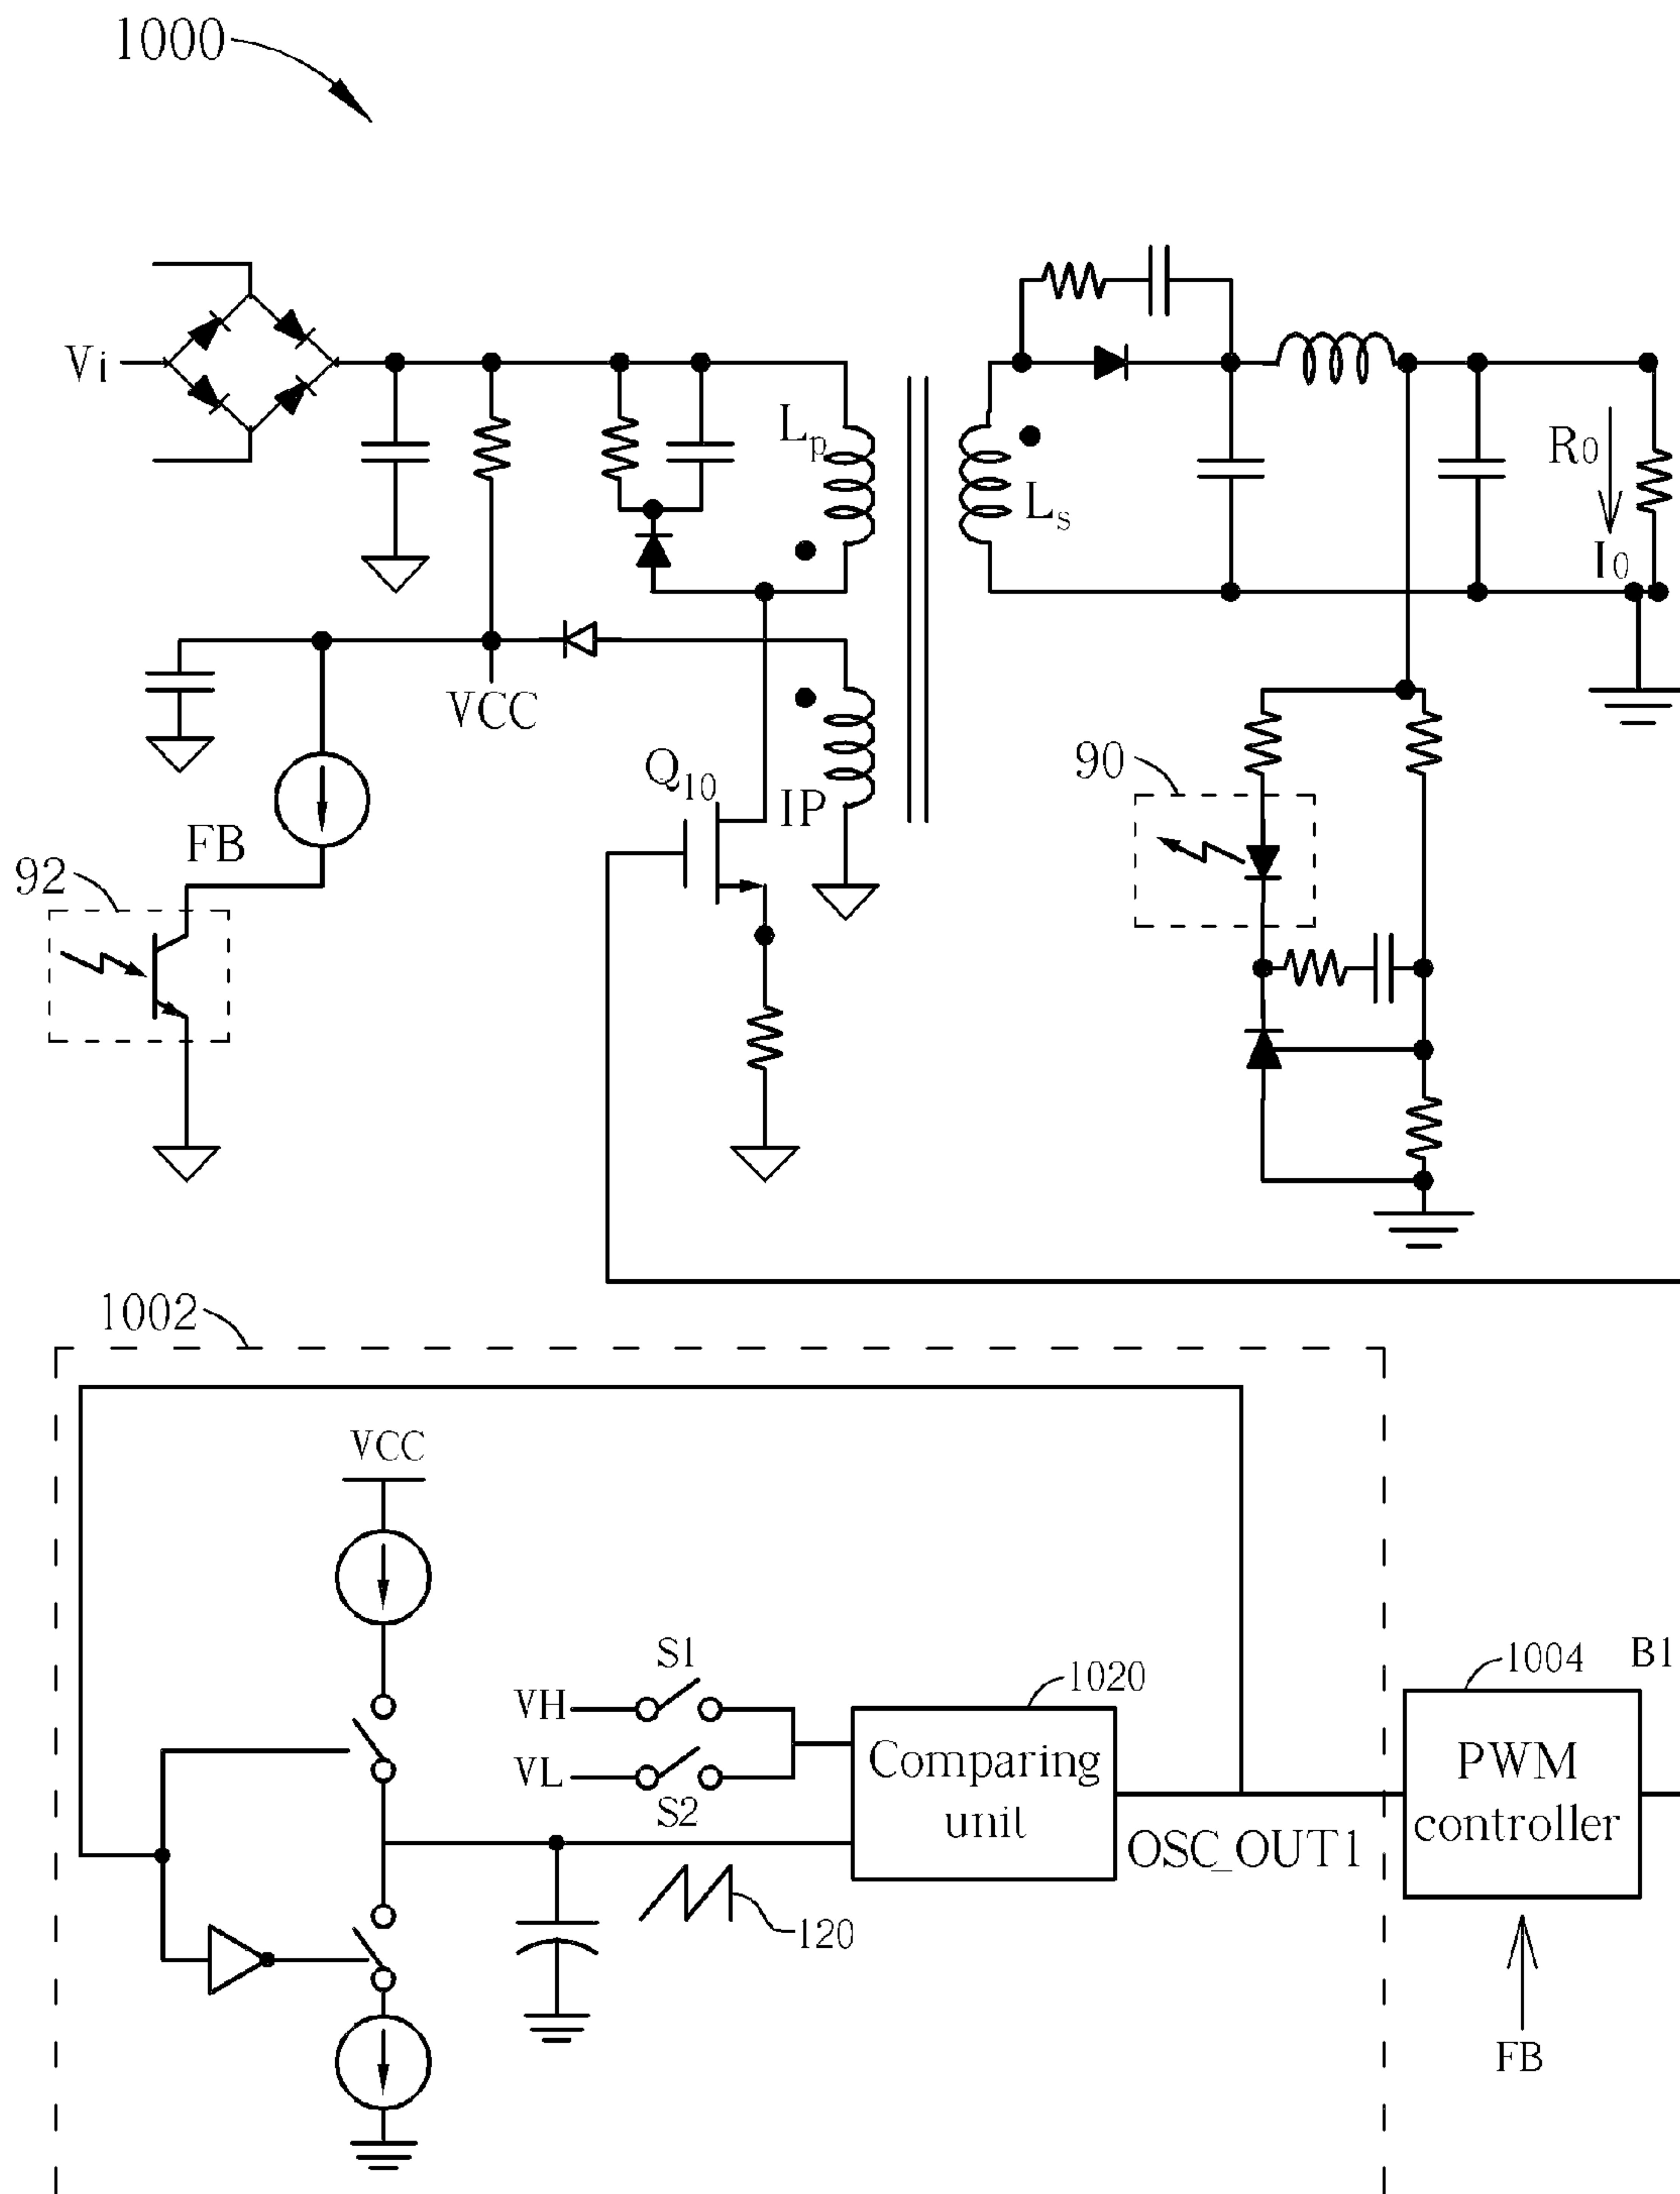 1000
Vi
Lp
Ls
R0
I0
VCC
Q10
IP
90
FB
92
1002
VCC
S1
VH
VL
S2
1020
Comparing
unit
OSC_OUT1
120
1004
B1
PWM
controller
FB